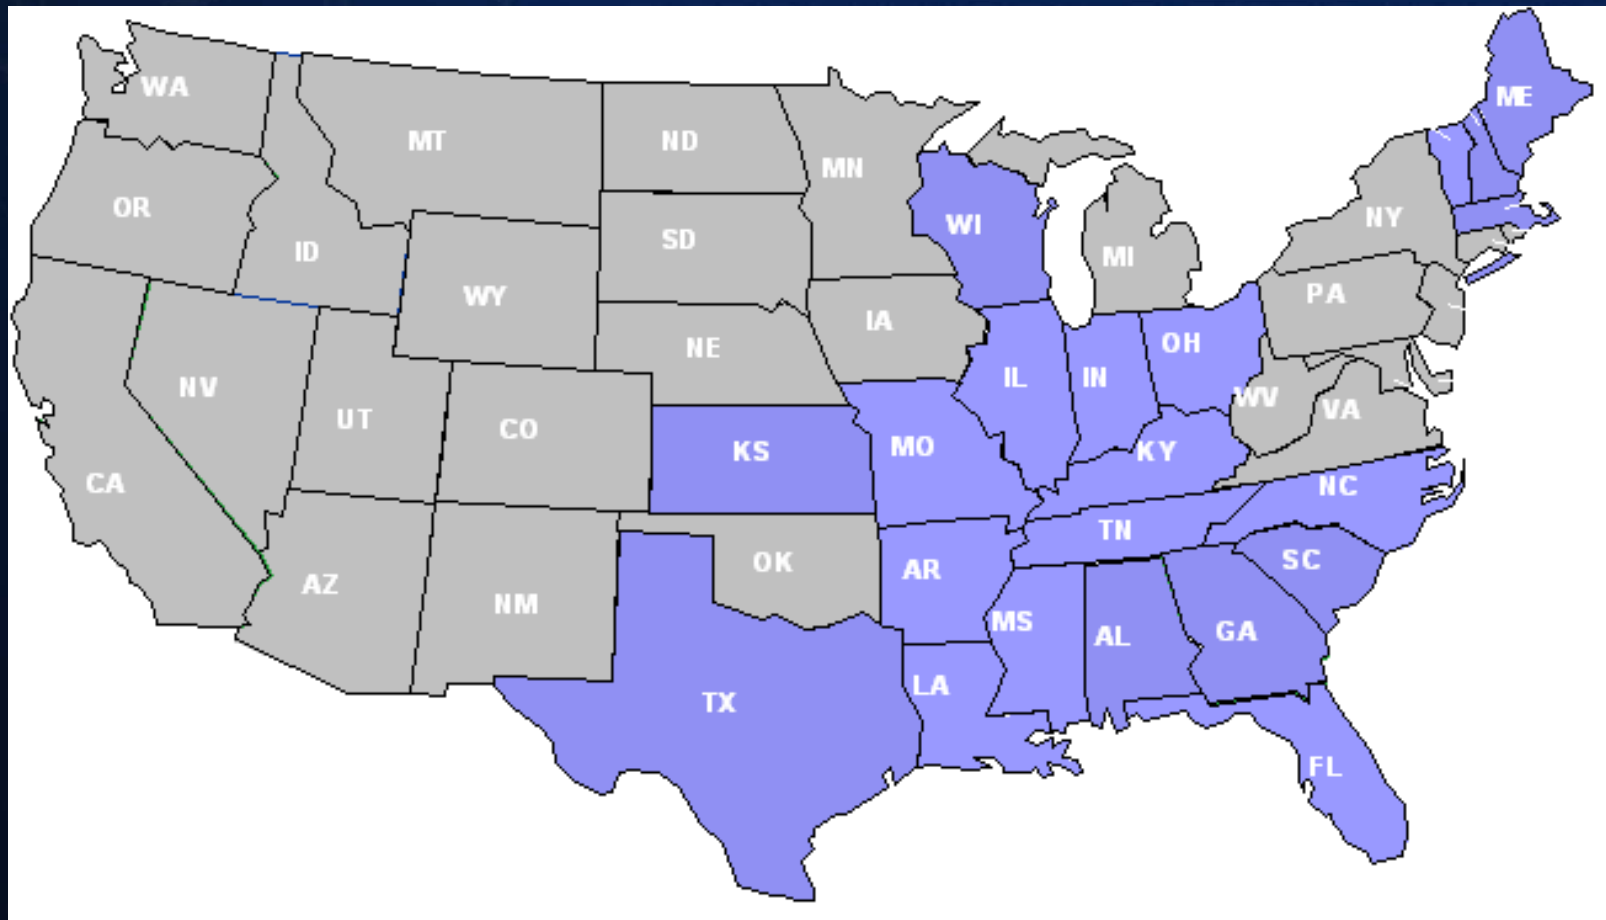 ME
WA
MT
ND
MN
OR
NY
WI
SD
ID
MI
WY
PA
IA
OH
NE
IL
IN
NV
WV
VA
UT
CO
KS
MO
KY
CA
NC
TN
SC
OK
AR
AZ
NM
MS
AL
GA
LA
TX
FL